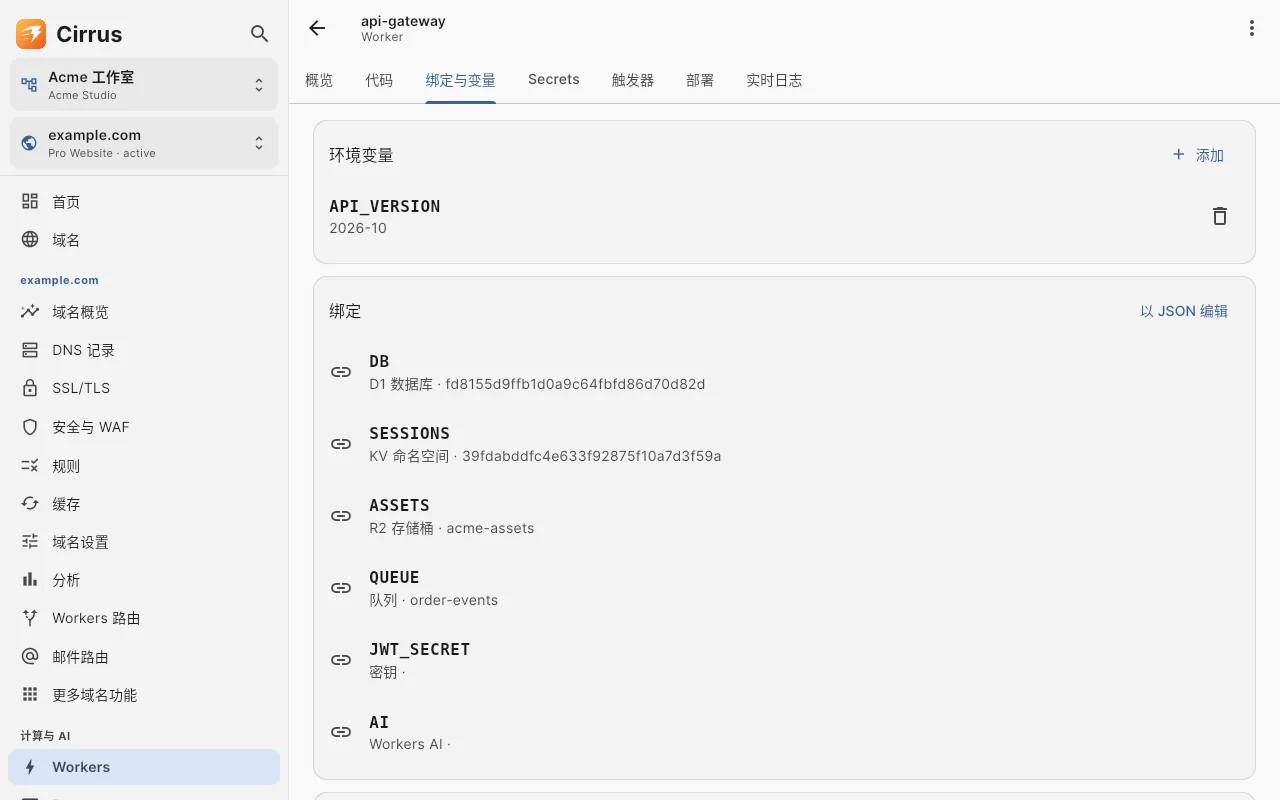 Cirrus
Acme 工作室
Acme Studio
example.com
Pro Website · active
首页
域名
example.com
域名概览
DNS 记录
SSL/TLS
安全与 WAF
规则
缓存
域名设置
分析
Workers 路由
邮件路由
更多域名功能
计算与 AI
Workers
api-gateway
Worker
概览
代码
绑定与变量
Secrets
触发器
部署
实时日志
环境变量
添加
API_VERSION
2026-10
绑定
以 JSON 编辑
DB
D1 数据库 · fd8155d9ffb1d0a9c64fbfd86d70d82d
SESSIONS
KV 命名空间 · 39fdabddfc4e633f92875f10a7d3f59a
ASSETS
R2 存储桶 · acme-assets
QUEUE
队列 · order-events
JWT_SECRET
密钥 ·
AI
Workers AI ·